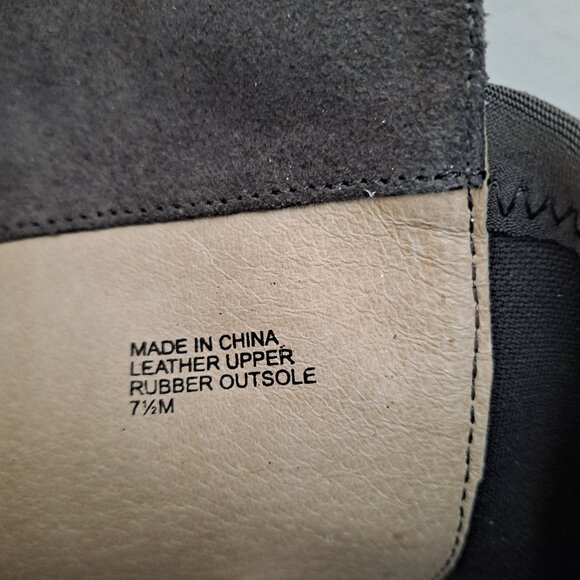 MADE IN CHINA
LEATHER UPPER
RUBBER OUTSOLE
7½M